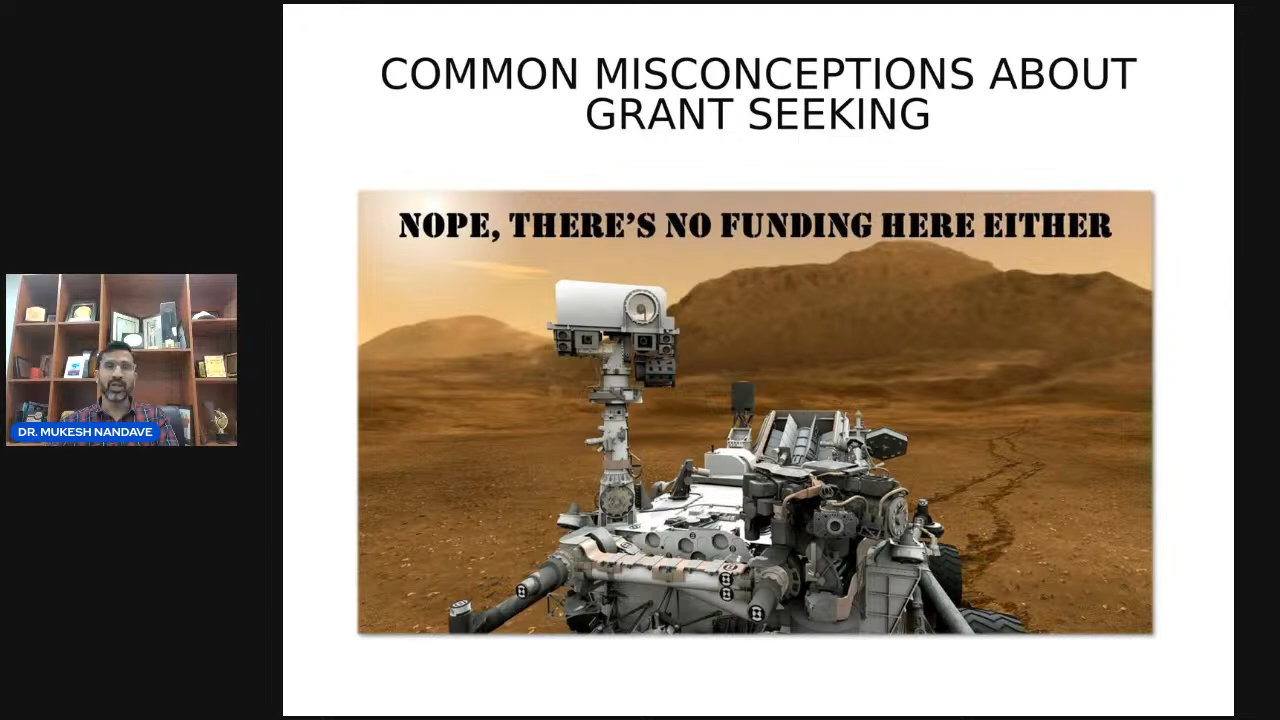 COMMON MISCONCEPTIONS ABOUT
GRANT SEEKING
NOPE, THERE'S NO FUNDING HERE EITHER
DR. MUKESH NANDAVE